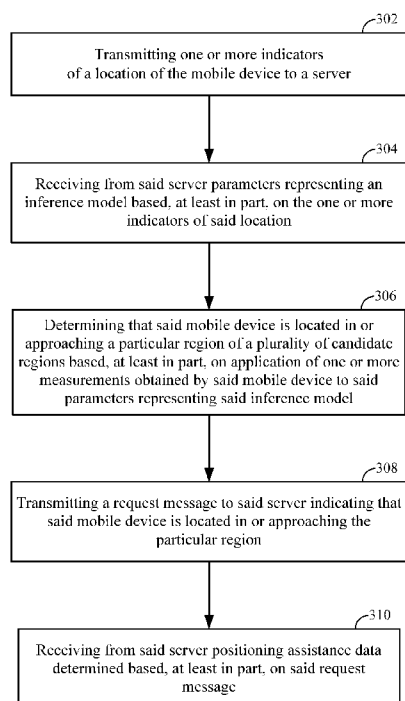 302
Transmitting one or more indicators
of a location of the mobile device to a server
304
Receiving from said server parameters representing an
inference model based, at least in part, on the one or more
indicators of said location
306
Determining that said mobile device is located in or
approaching a particular region of a plurality of candidate
regions based, at least in part, on application of one or more
measurements obtained by said mobile device to said
parameters representing said inference model
308
Transmitting a request message to said server indicating that
said mobile device is located in or approaching the
particular region
310
Receiving from said server positioning assistance data
determined based, at least in part, on said request
message